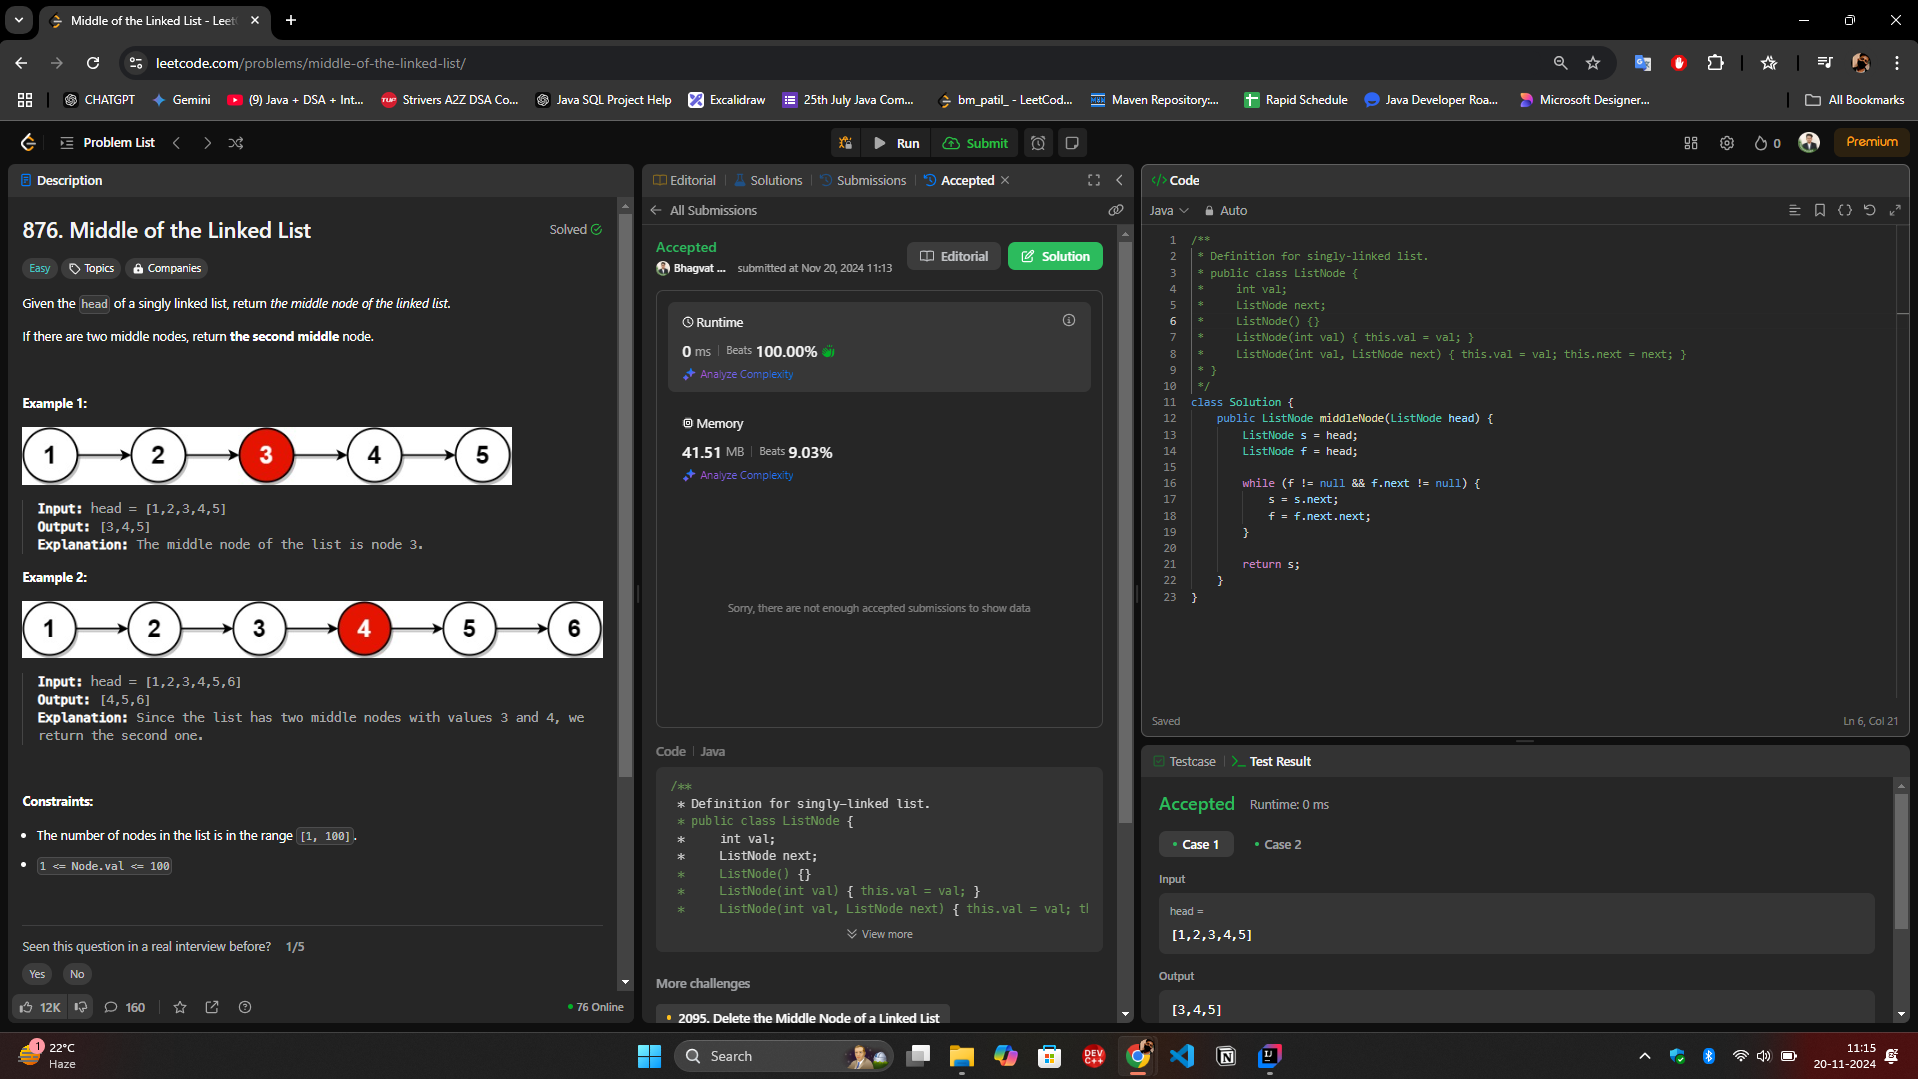 Middle of the Linked List - Leet
leetcode.com/problems/middle-of-the-linked-list/
CHATGPT
Gemini
(9) Java + DSA + Int...
Strivers A2Z DSA Co...
Java SQL Project Help
Excalidraw
25th July Java Com...
bm_patil_ - LeetCod...
Maven Repository:...
Rapid Schedule
Java Developer Roa...
Microsoft Designer...
All Bookmarks
Problem List
Run
Submit
0
Premium
Description
876. Middle of the Linked List
Solved
Easy
Topics
Companies
Given the head of a singly linked list, return the middle node of the linked list.
If there are two middle nodes, return the second middle node.
Example 1:
1 2 3 4 5
Input: head = [1,2,3,4,5]
Output: [3,4,5]
Explanation: The middle node of the list is node 3.
Example 2:
1 2 3 4 5 6
Input: head = [1,2,3,4,5,6]
Output: [4,5,6]
Explanation: Since the list has two middle nodes with values 3 and 4, we
return the second one.
Constraints:
• The number of nodes in the list is in the range [1, 100].
• 1 <= Node.val <= 100
Seen this question in a real interview before? 1/5
Yes
No
12K
160
76 Online
Editorial
Solutions
Submissions
Accepted
All Submissions
Accepted
Bhagvat ...
submitted at Nov 20, 2024 11:13
Editorial
Solution
Runtime
0 ms | Beats 100.00%
Analyze Complexity
Memory
41.51 MB | Beats 9.03%
Analyze Complexity
Sorry, there are not enough accepted submissions to show data
Code | Java
/**
* Definition for singly-linked list.
* public class ListNode {
*     int val;
*     ListNode next;
*     ListNode() {}
*     ListNode(int val) { this.val = val; }
*     ListNode(int val, ListNode next) { this.val = val; tl
View more
More challenges
2095. Delete the Middle Node of a Linked List
Code
Java
Auto
1 /**
2 * Definition for singly-linked list.
3 * public class ListNode {
4 *     int val;
5 *     ListNode next;
6 *     ListNode() {}
7 *     ListNode(int val) { this.val = val; }
8 *     ListNode(int val, ListNode next) { this.val = val; this.next = next; }
9 * }
10 */
11 class Solution {
12     public ListNode middleNode(ListNode head) {
13         ListNode s = head;
14         ListNode f = head;
15
16         while (f != null && f.next != null) {
17             s = s.next;
18             f = f.next.next;
19         }
20
21         return s;
22     }
23 }
Saved
Ln 6, Col 21
Testcase
Test Result
Accepted
Runtime: 0 ms
Case 1
Case 2
Input
head =
[1,2,3,4,5]
Output
[3,4,5]
1
22°C
Haze
Search
DEV C++
11:15
20-11-2024